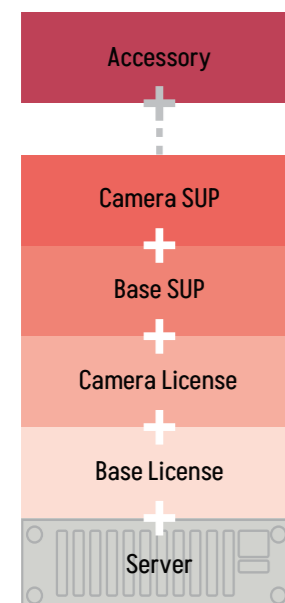 Accessory
Camera SUP
Base SUP
Camera License
Base License
Server